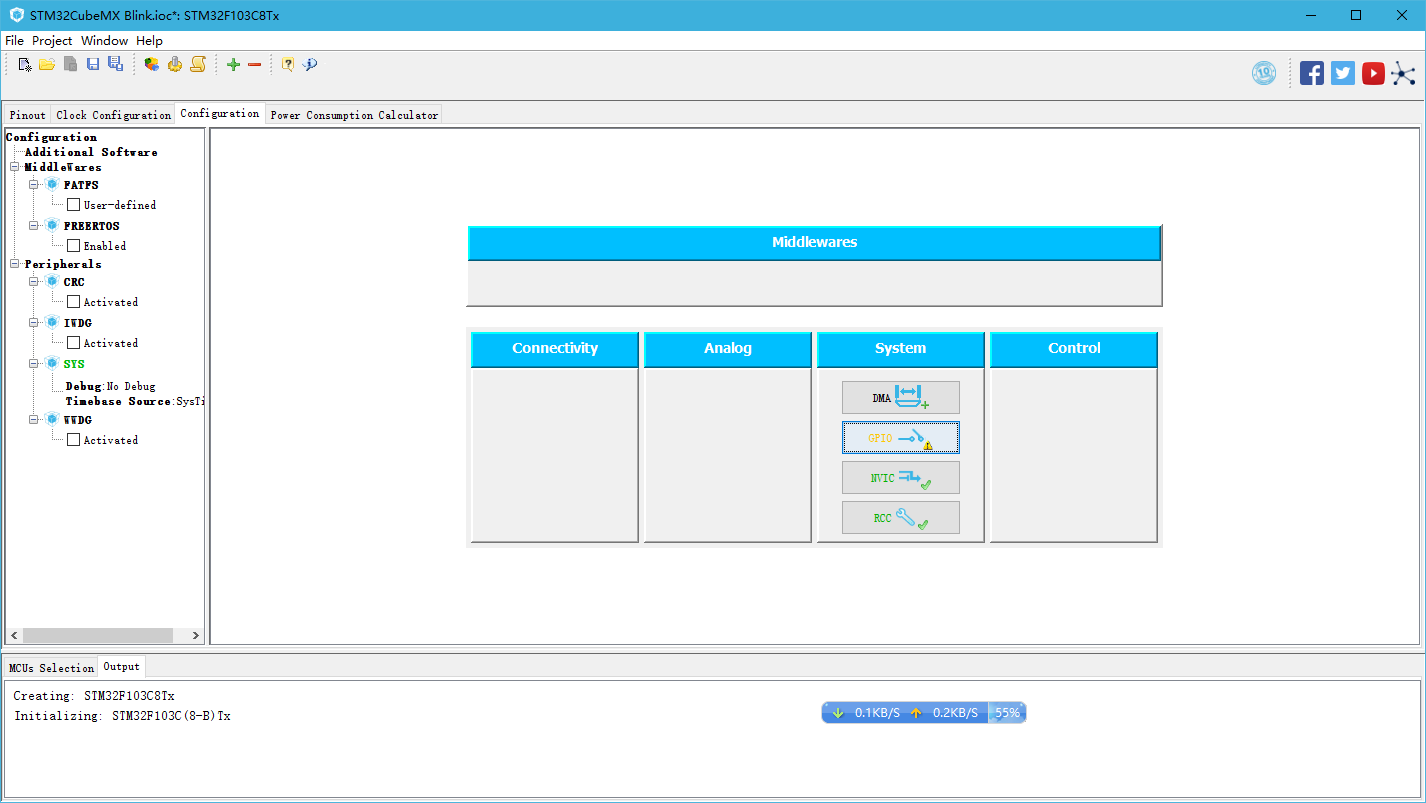 STM32CubeMX Blink.ioc*: STM32F103C8Tx
File Project Window Help
10
Pinout Clock Configuration Configuration Power Consumption Calculator
Configuration
Additional Software
MiddleWares
FATFS
User-defined
FREERTOS
Enabled
Peripherals
CRC
Activated
IWDG
Activated
SYS
Debug:No Debug
Timebase Source:SysTi
WWDG
Activated
Middlewares
Connectivity Analog System Control
DMA
GPIO
NVIC
RCC
MCUs Selection Output
Creating: STM32F103C8Tx
Initializing: STM32F103C(8-B)Tx
0.1KB/S 0.2KB/S 55%